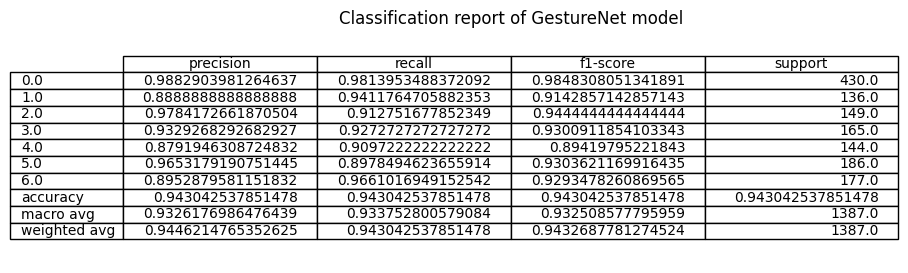 Classification report of GestureNet model
precision recall f1-score support
0.0 0.9882903981264637 0.9813953488372092 0.9848308051341891 430.0
1.0 0.8888888888888888 0.9411764705882353 0.9142857142857143 136.0
2.0 0.9784172661870504 0.912751677852349 0.9444444444444444 149.0
3.0 0.9329268292682927 0.9272727272727272 0.9300911854103343 165.0
4.0 0.8791946308724832 0.9097222222222222 0.89419795221843 144.0
5.0 0.9653179190751445 0.8978494623655914 0.9303621169916435 186.0
6.0 0.8952879581151832 0.9661016949152542 0.9293478260869565 177.0
accuracy 0.943042537851478 0.943042537851478 0.943042537851478 0.943042537851478
macro avg 0.9326176986476439 0.933752800579084 0.932508577795959 1387.0
weighted avg 0.9446214765352625 0.943042537851478 0.9432687781274524 1387.0